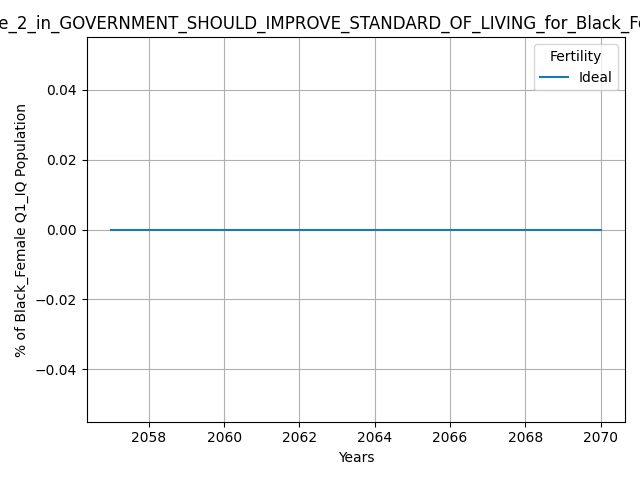 e_2_in_GOVERNMENT_SHOULD_IMPROVE_STANDARD_OF_LIVING_for_Black_Fe
Fertility
Ideal
% of Black_Female Q1_IQ Population
0.04
0.02
0.00
−0.02
−0.04
2058 2060 2062 2064 2066 2068 2070
Years